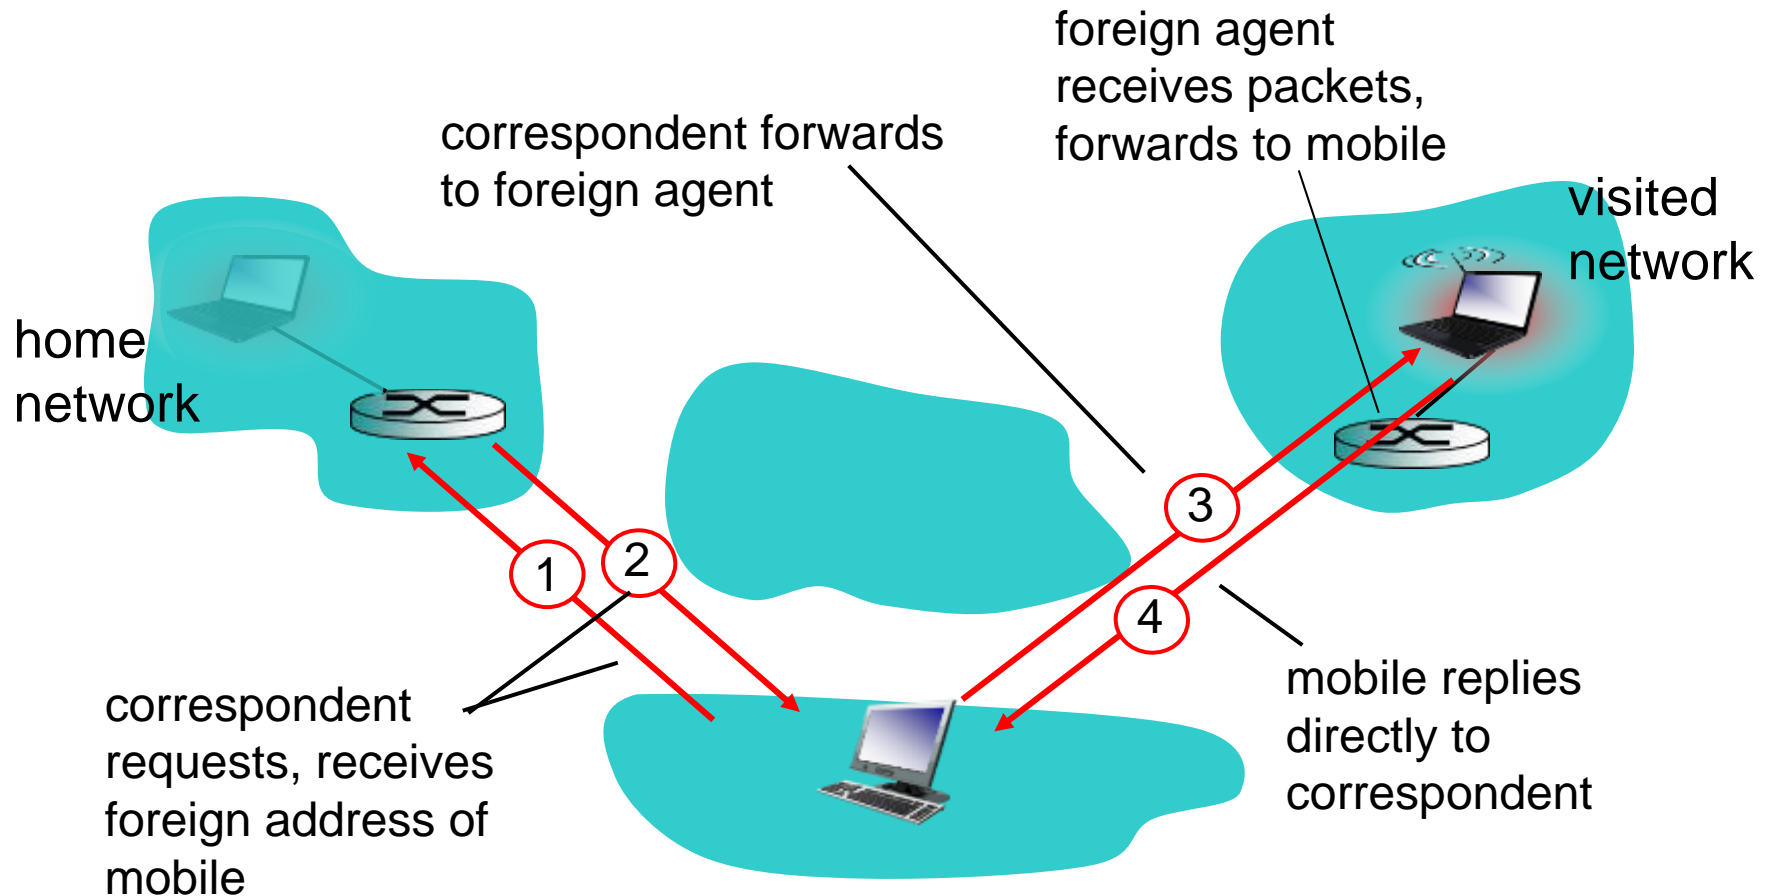 foreign agent
receives packets,
forwards to mobile
correspondent forwards
to foreign agent
visited
network
home
network
3
2
1
4
correspondent
requests, receives
foreign address of
mobile
mobile replies
directly to
correspondent